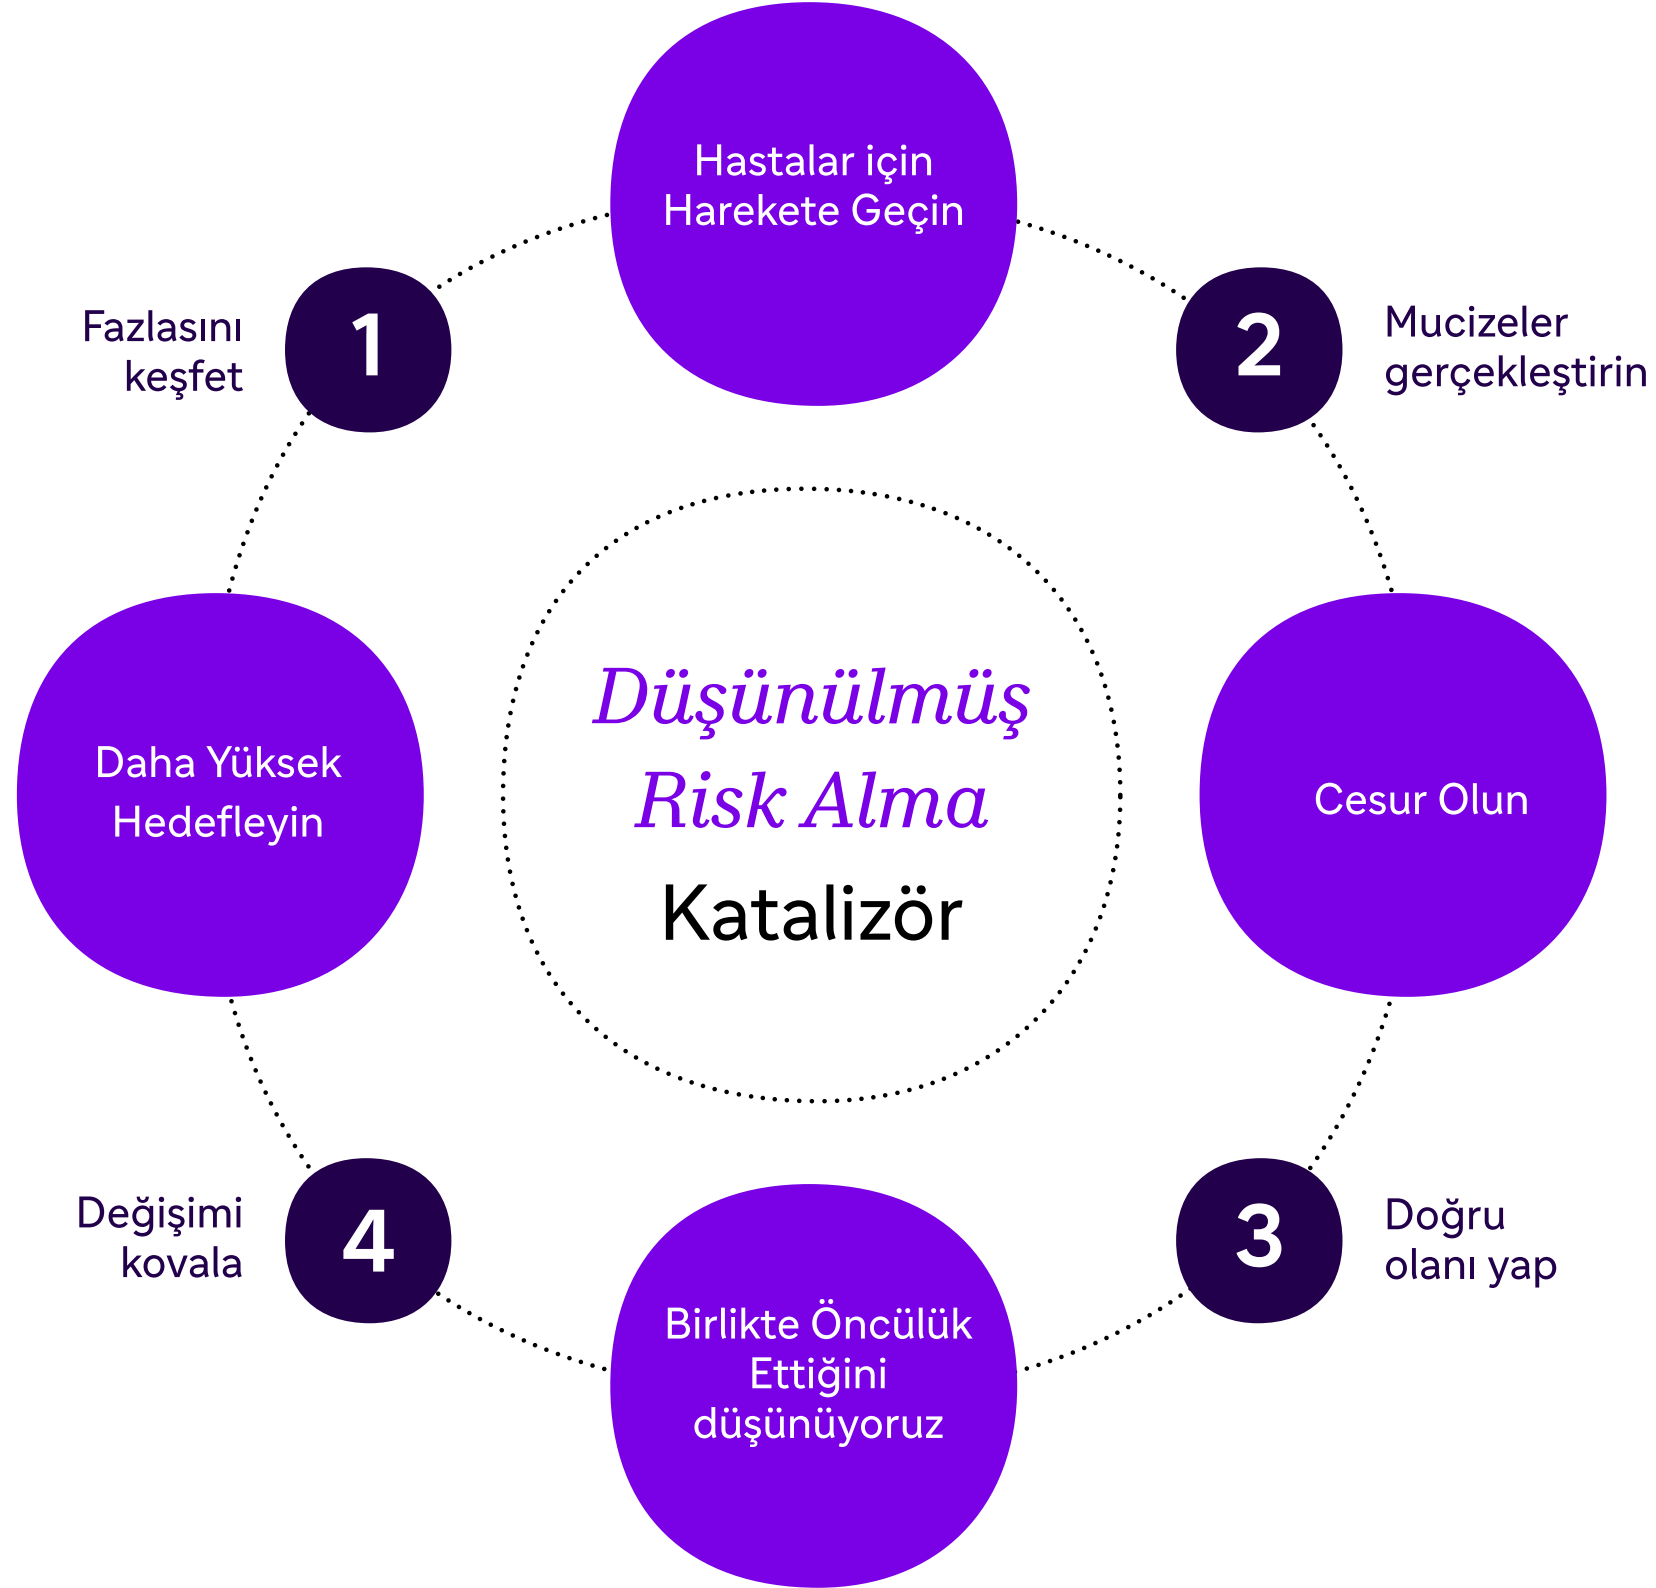 Hastalar için
Harekete Geçin
1
Fazlasını
keşfet
2
Mucizeler
gerçekleştirin
Düşünülmüş
Risk Alma
Katalizör
Daha Yüksek
Hedefleyin
Cesur Olun
4
Değişimi
kovala
3
Doğru
olanı yap
Birlikte Öncülük
Ettiğini
düşünüyoruz